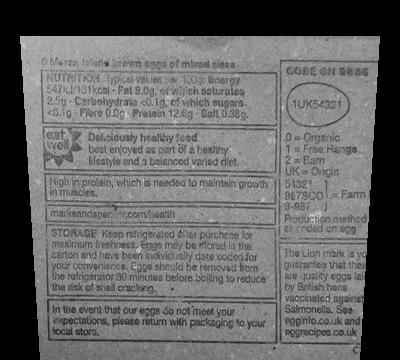 6 Moran Island brown eggs of mixed sizes
NUTRITION Typical values per 100g: Energy
547kJ/131kcal · Fat 9.0g, of which saturates
2.5g · Carbohydrate <0.1g, of which sugars
<0.1g · Fibre 0.0g · Protein 12.6g · Salt 0.38g.
eat well
Deliciously healthy food
best enjoyed as part of a healthy
lifestyle and a balanced varied diet.
High in protein, which is needed to maintain growth
in muscles.
marksandspencer.com/health
STORAGE Keep refrigerated after purchase for
maximum freshness. Eggs may be stored in the
carton and have been individually date coded for
your convenience. Eggs should be removed from
the refrigerator 30 minutes before boiling to reduce
the risk of shell cracking.
In the event that our eggs do not meet your
expectations, please return with packaging to your
local store.
CODE ON EGGS
1UK54321
0 = Organic
1 = Free Range
2 = Barn
UK = Origin
54321
9E7SCO = Farm
9-987
Production method
as coded on egg
The Lion mark is yo
guarantee that these
are quality eggs laid
by British hens
vaccinated against
Salmonella. See
egginfo.co.uk and
eggrecipes.co.uk